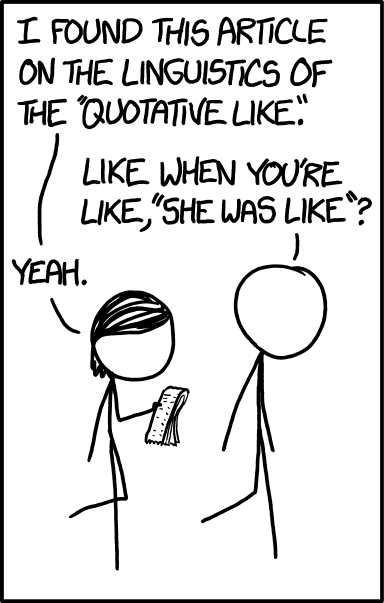 I FOUND THIS ARTICLE
ON THE LINGUISTICS OF
THE "QUOTATIVE LIKE."
LIKE WHEN YOU'RE
LIKE, "SHE WAS LIKE"?
YEAH.